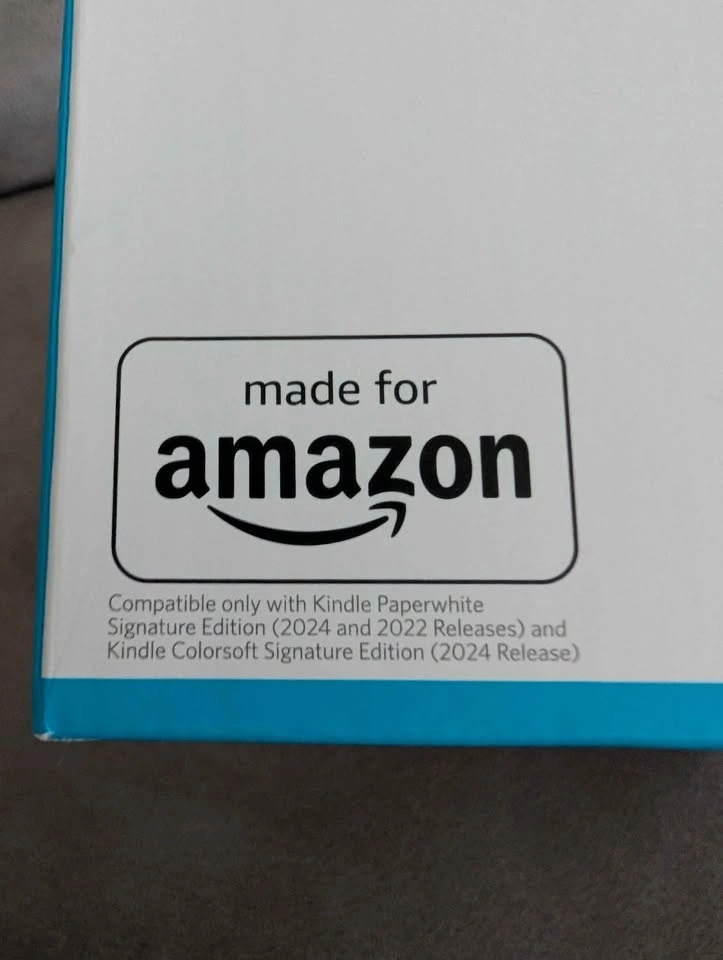 made for
amazon
Compatible only with Kindle Paperwhite
Signature Edition (2024 and 2022 Releases) and
Kindle Colorsoft Signature Edition (2024 Release)